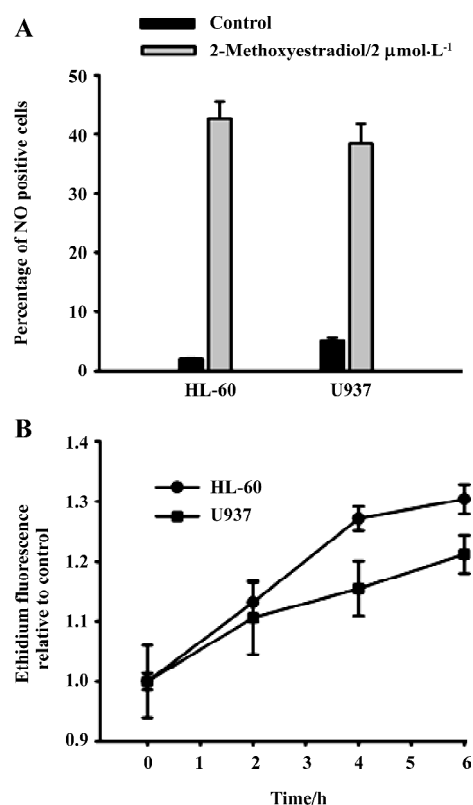 A
Control
2-Methoxyestradiol/2 μmol·L⁻¹
Percentage of NO positive cells
50
40
30
20
10
0
HL-60 U937
B
HL-60
U937
Ethidium fluorescence
relative to control
1.4
1.3
1.2
1.1
1.0
0.9
0 1 2 3 4 5 6
Time/h